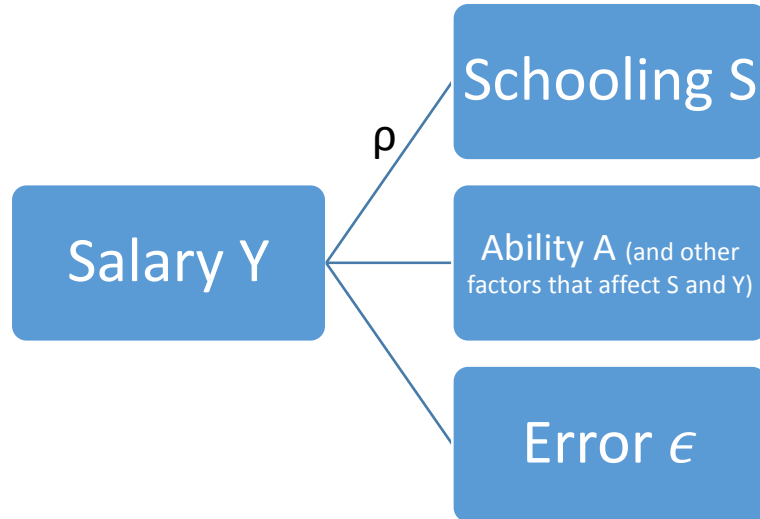 Schooling S
ρ
Salary Y
Ability A (and other
factors that affect S and Y)
Error ϵ